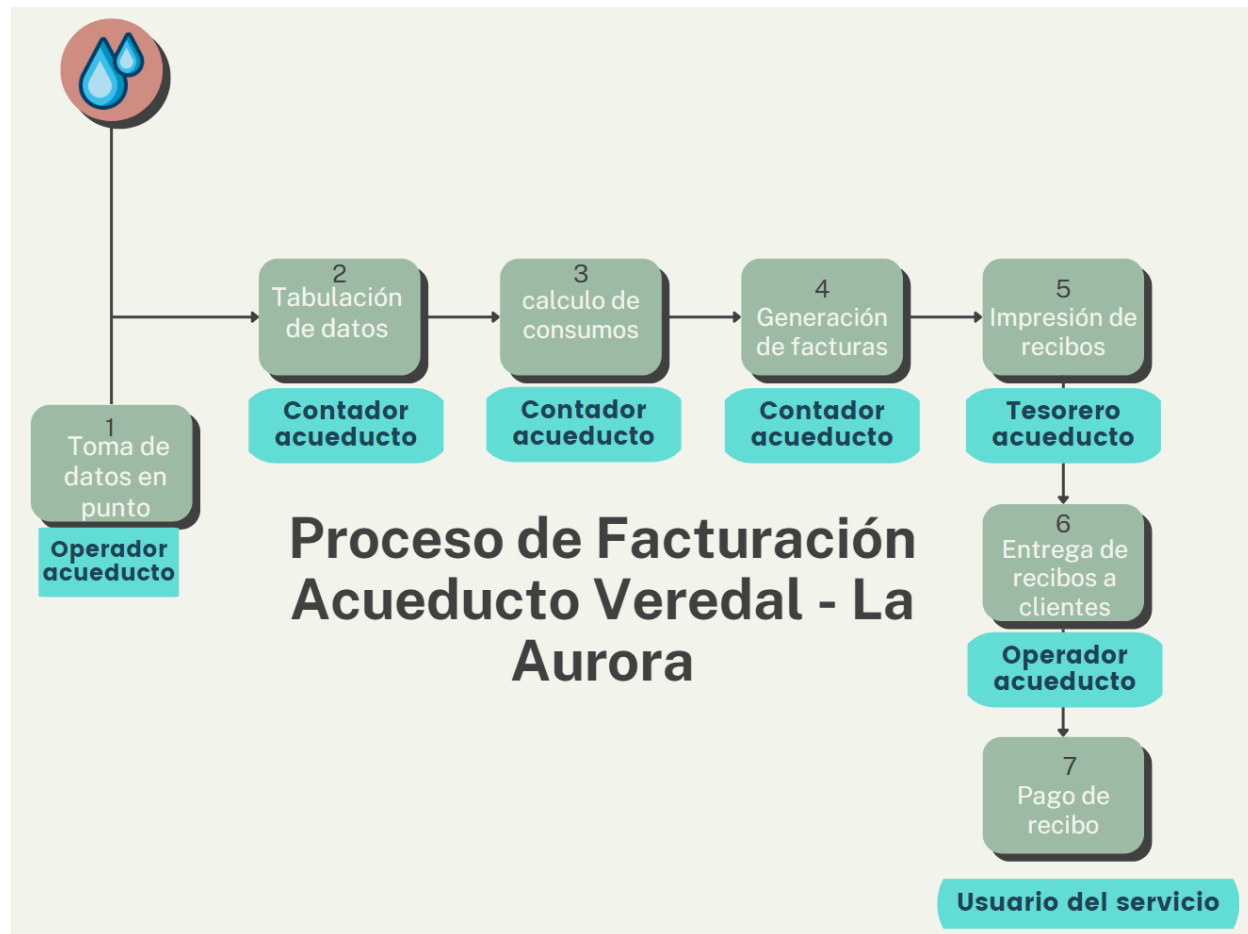 1
Toma de
datos en
punto
Operador
acueducto
2
Tabulación
de datos
Contador
acueducto
3
calculo de
consumos
Contador
acueducto
4
Generación
de facturas
Contador
acueducto
5
Impresión de
recibos
Tesorero
acueducto
6
Entrega de
recibos a
clientes
Operador
acueducto
7
Pago de
recibo
Usuario del servicio
Proceso de Facturación
Acueducto Veredal - La
Aurora